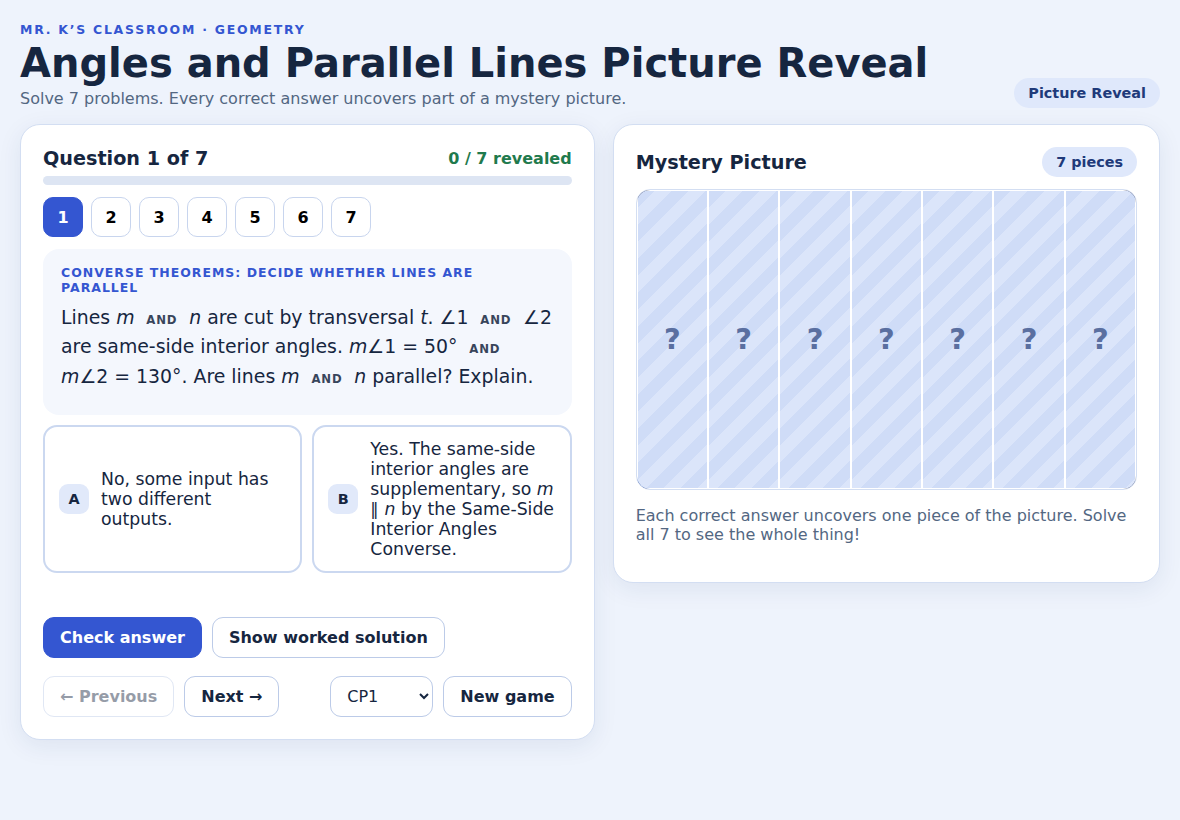 MR. K’S CLASSROOM · GEOMETRY
Angles and Parallel Lines Picture Reveal
Solve 7 problems. Every correct answer uncovers part of a mystery picture.
Picture Reveal
Question 1 of 7
0 / 7 revealed
1 2 3 4 5 6 7
CONVERSE THEOREMS: DECIDE WHETHER LINES ARE
PARALLEL
Lines m AND n are cut by transversal t. ∠1 AND ∠2
are same-side interior angles. m∠1 = 50° AND
m∠2 = 130°. Are lines m AND n parallel? Explain.
A
No, some input has
two different
outputs.
B
Yes. The same-side
interior angles are
supplementary, so m
∥ n by the Same-Side
Interior Angles
Converse.
Check answer
Show worked solution
← Previous
Next →
CP1
New game
Mystery Picture
7 pieces
? ? ? ? ? ? ?
Each correct answer uncovers one piece of the picture. Solve
all 7 to see the whole thing!